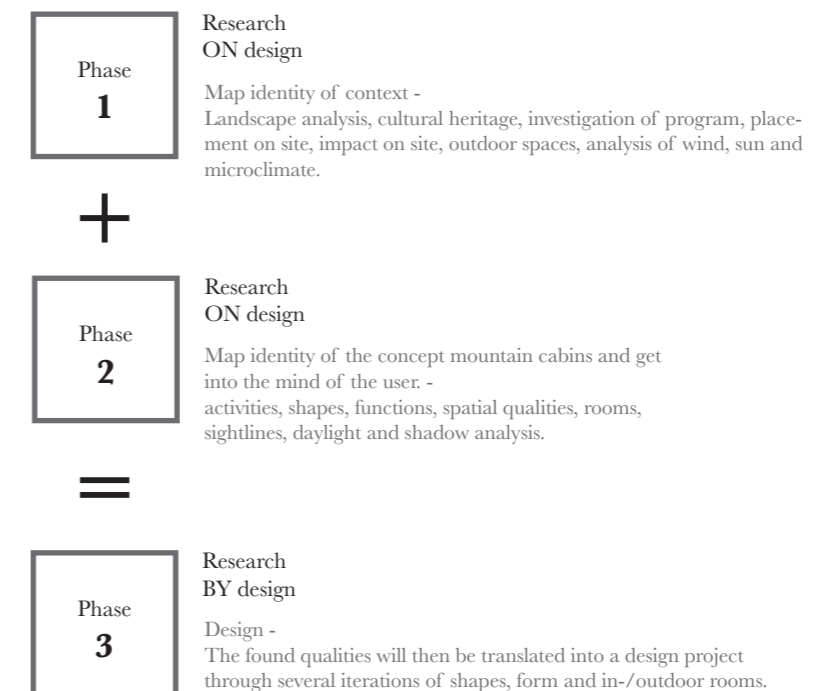 Phase
1
Research
ON design
Map identity of context -
Landscape analysis, cultural heritage, investigation of program, place-
ment on site, impact on site, outdoor spaces, analysis of wind, sun and
microclimate.
+
Phase
2
Research
ON design
Map identity of the concept mountain cabins and get
into the mind of the user. -
activities, shapes, functions, spatial qualities, rooms,
sightlines, daylight and shadow analysis.
=
Phase
3
Research
BY design
Design -
The found qualities will then be translated into a design project
through several iterations of shapes, form and in-/outdoor rooms.